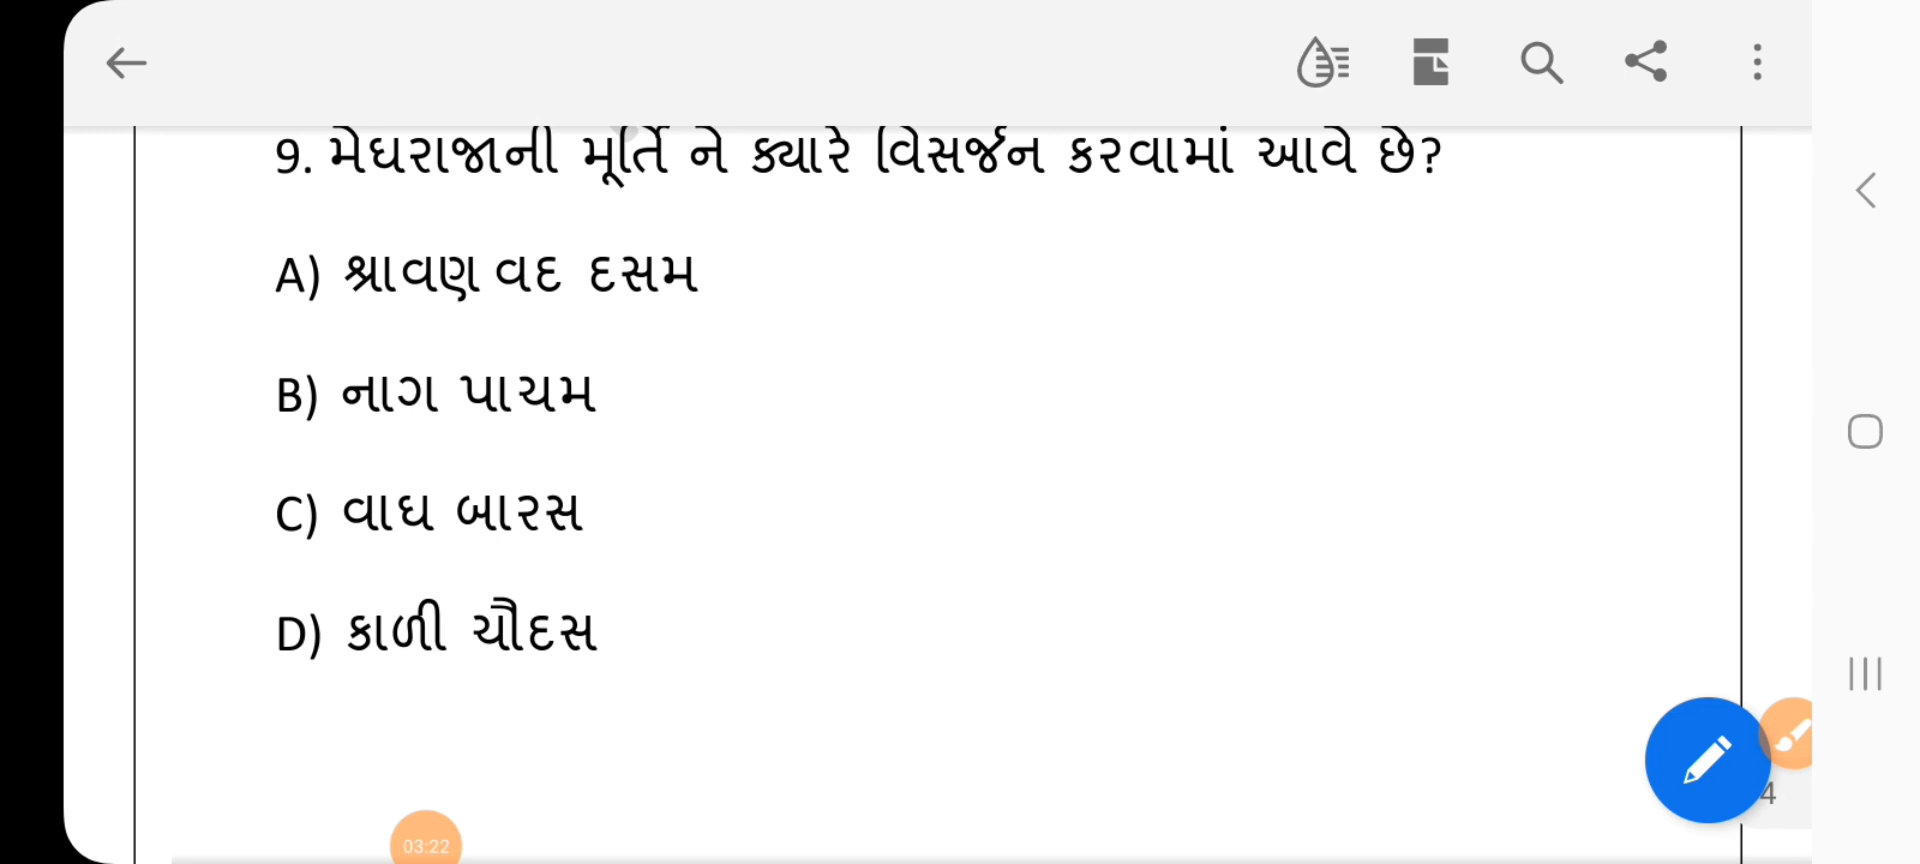 9. મેઘરાજાની મૂર્તિ ને ક્યારે વિસર્જન કરવામાં આવે છે?
A) શ્રાવણ વદ દસમ
B) નાગ પાચમ
C) વાઘ બારસ
D) કાળી ચૌદસ
4
03:22